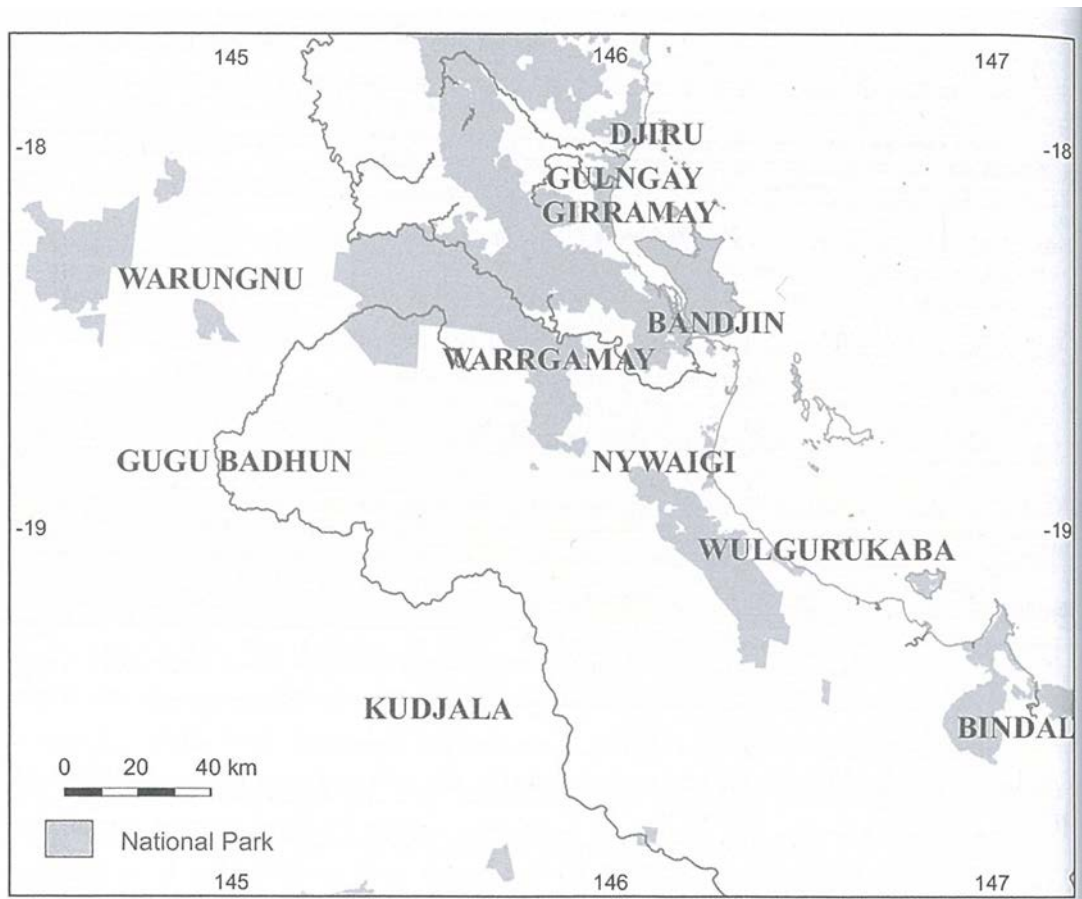 145 146 147
-18 DJIRU -18
GULNGAY
GIRRAMAY
WARUNGNU
BANDJIN
WARRGAMAY
GUGU BADHUN NYWAIGI
-19 WULGURUKABA -19
KUDJALA
BINDAL
0 20 40 km
National Park
145 146 147